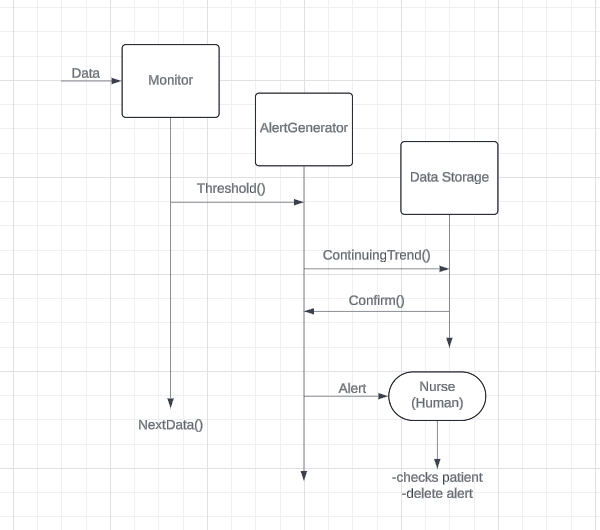 Data
Monitor
AlertGenerator
Data Storage
Threshold()
ContinuingTrend()
Confirm()
Alert
Nurse
(Human)
NextData()
-checks patient
-delete alert